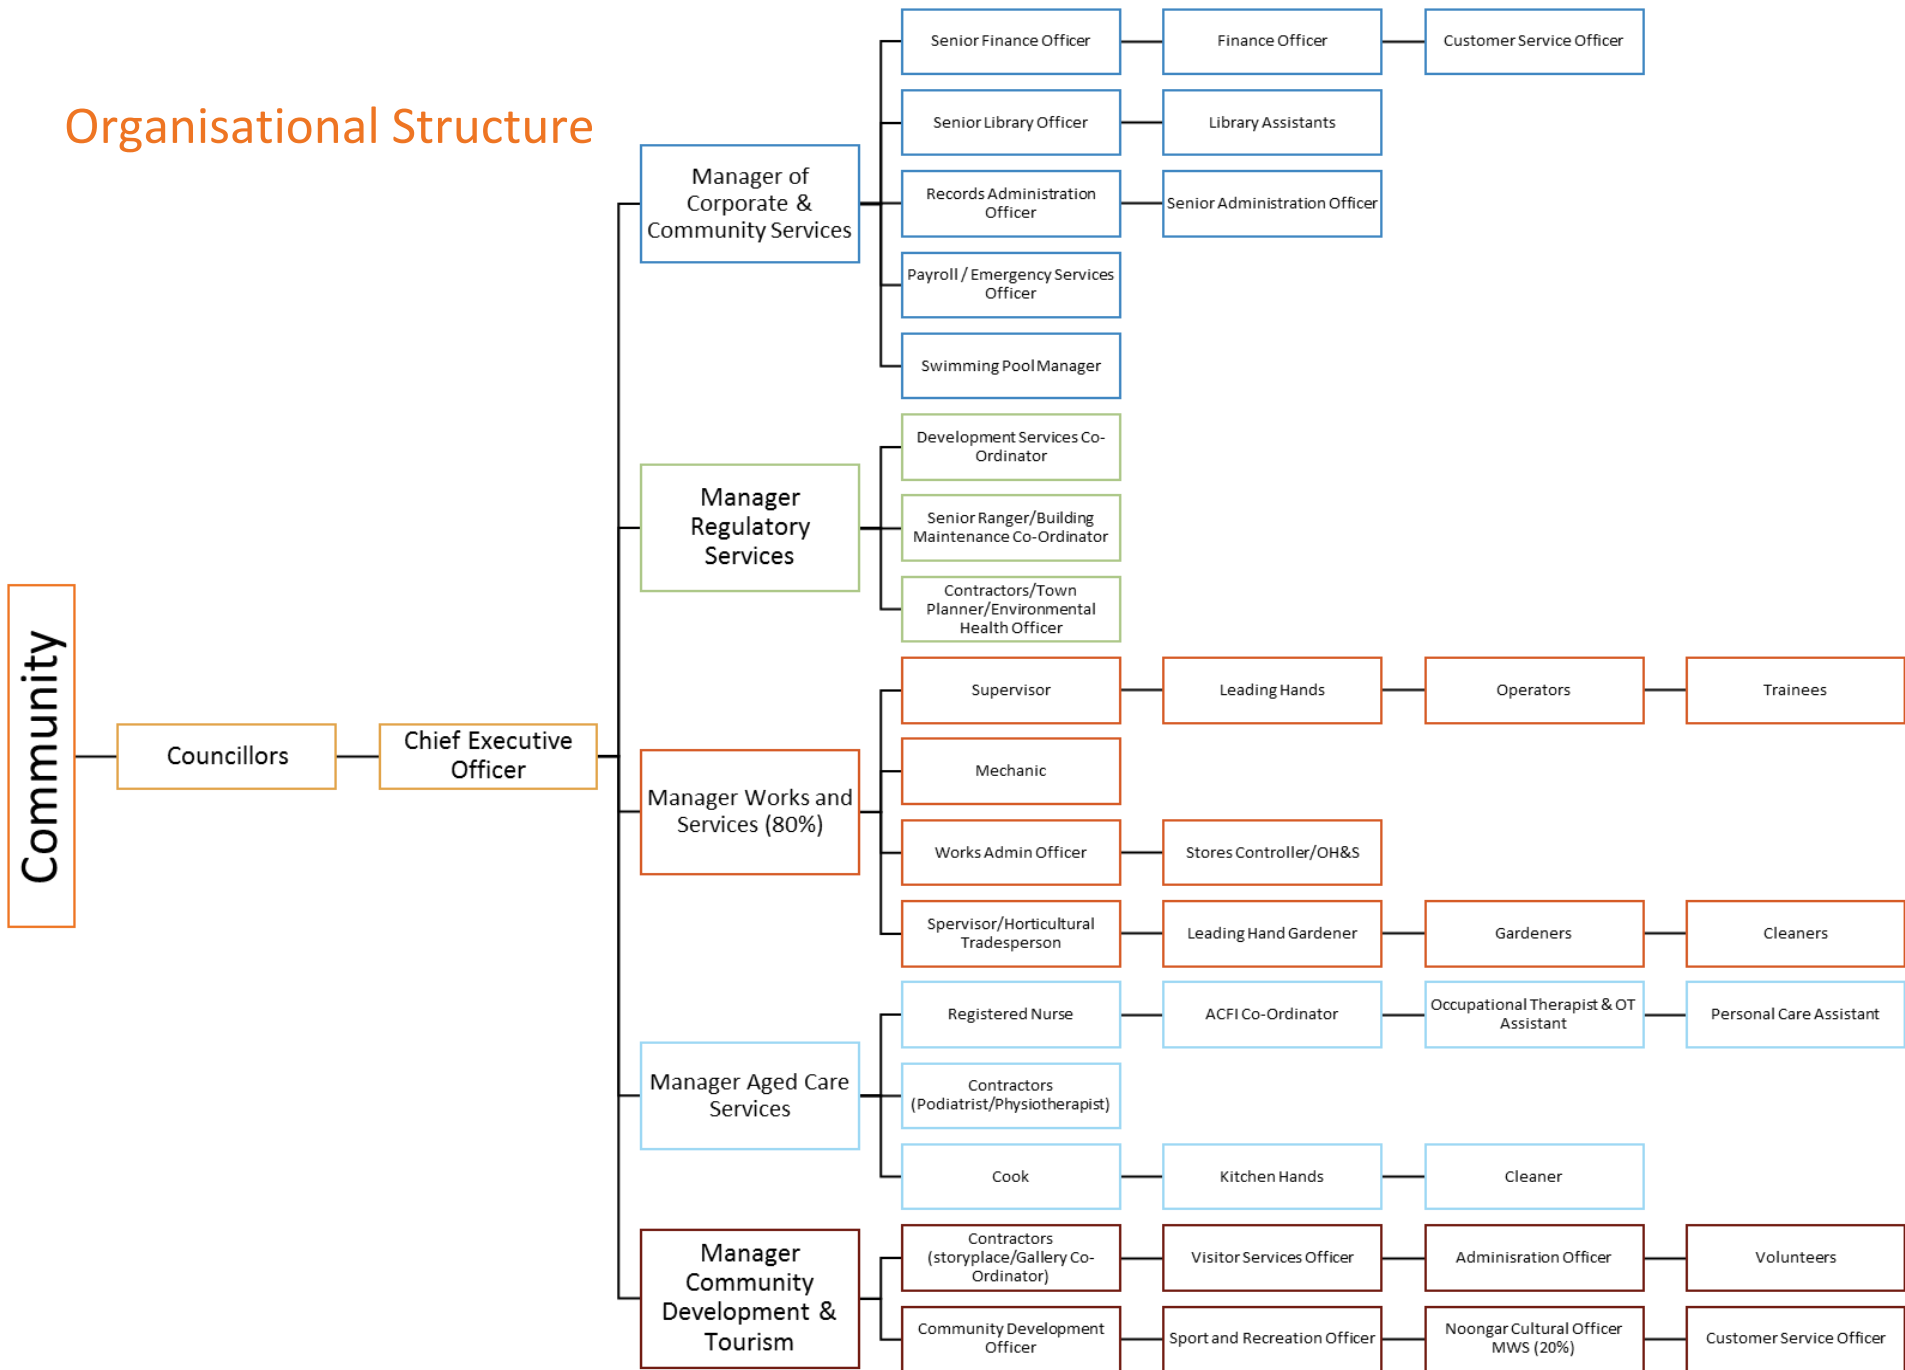 Organisational Structure
Community
Councillors
Chief Executive
Officer
Manager of
Corporate &
Community Services
Senior Finance Officer
Finance Officer
Customer Service Officer
Senior Library Officer
Library Assistants
Records Administration
Officer
Senior Administration Officer
Payroll / Emergency Services
Officer
Swimming Pool Manager
Manager
Regulatory
Services
Development Services Co-
Ordinator
Senior Ranger/Building
Maintenance Co-Ordinator
Contractors/Town
Planner/Environmental
Health Officer
Manager Works and
Services (80%)
Supervisor
Leading Hands
Operators
Trainees
Mechanic
Works Admin Officer
Stores Controller/OH&S
Spervisor/Horticultural
Tradesperson
Leading Hand Gardener
Gardeners
Cleaners
Manager Aged Care
Services
Registered Nurse
ACFI Co-Ordinator
Occupational Therapist & OT
Assistant
Personal Care Assistant
Contractors
(Podiatrist/Physiotherapist)
Cook
Kitchen Hands
Cleaner
Manager
Community
Development &
Tourism
Contractors
(storyplace/Gallery Co-
Ordinator)
Visitor Services Officer
Adminisration Officer
Volunteers
Community Development
Officer
Sport and Recreation Officer
Noongar Cultural Officer
MWS (20%)
Customer Service Officer